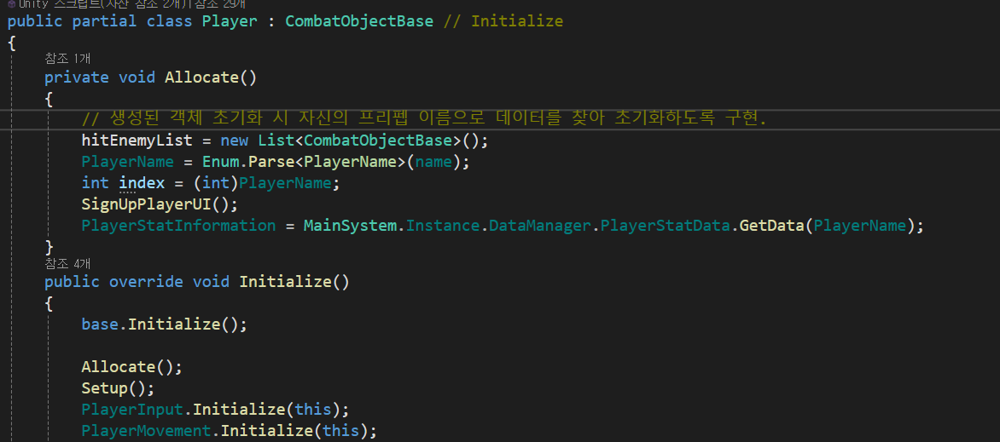 Unity 스크립트(자산 참조 2개)|참조 29개
public partial class Player : CombatObjectBase // Initialize
{
참조 1개
private void Allocate()
{
// 생성된 객체 초기화 시 자신의 프리펩 이름으로 데이터를 찾아 초기화하도록 구현.
hitEnemyList = new List<CombatObjectBase>();
PlayerName = Enum.Parse<PlayerName>(name);
int index = (int)PlayerName;
SignUpPlayerUI();
PlayerStatInformation = MainSystem.Instance.DataManager.PlayerStatData.GetData(PlayerName);
}
참조 4개
public override void Initialize()
{
base.Initialize();
Allocate();
Setup();
PlayerInput.Initialize(this);
PlayerMovement.Initialize(this);